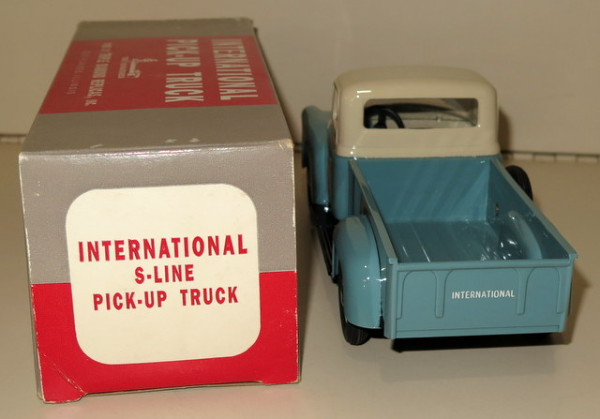 INTERNATIONAL
PICK-UP TRUCK
INTERNATIONAL
S-LINE
PICK-UP TRUCK
INTERNATIONAL